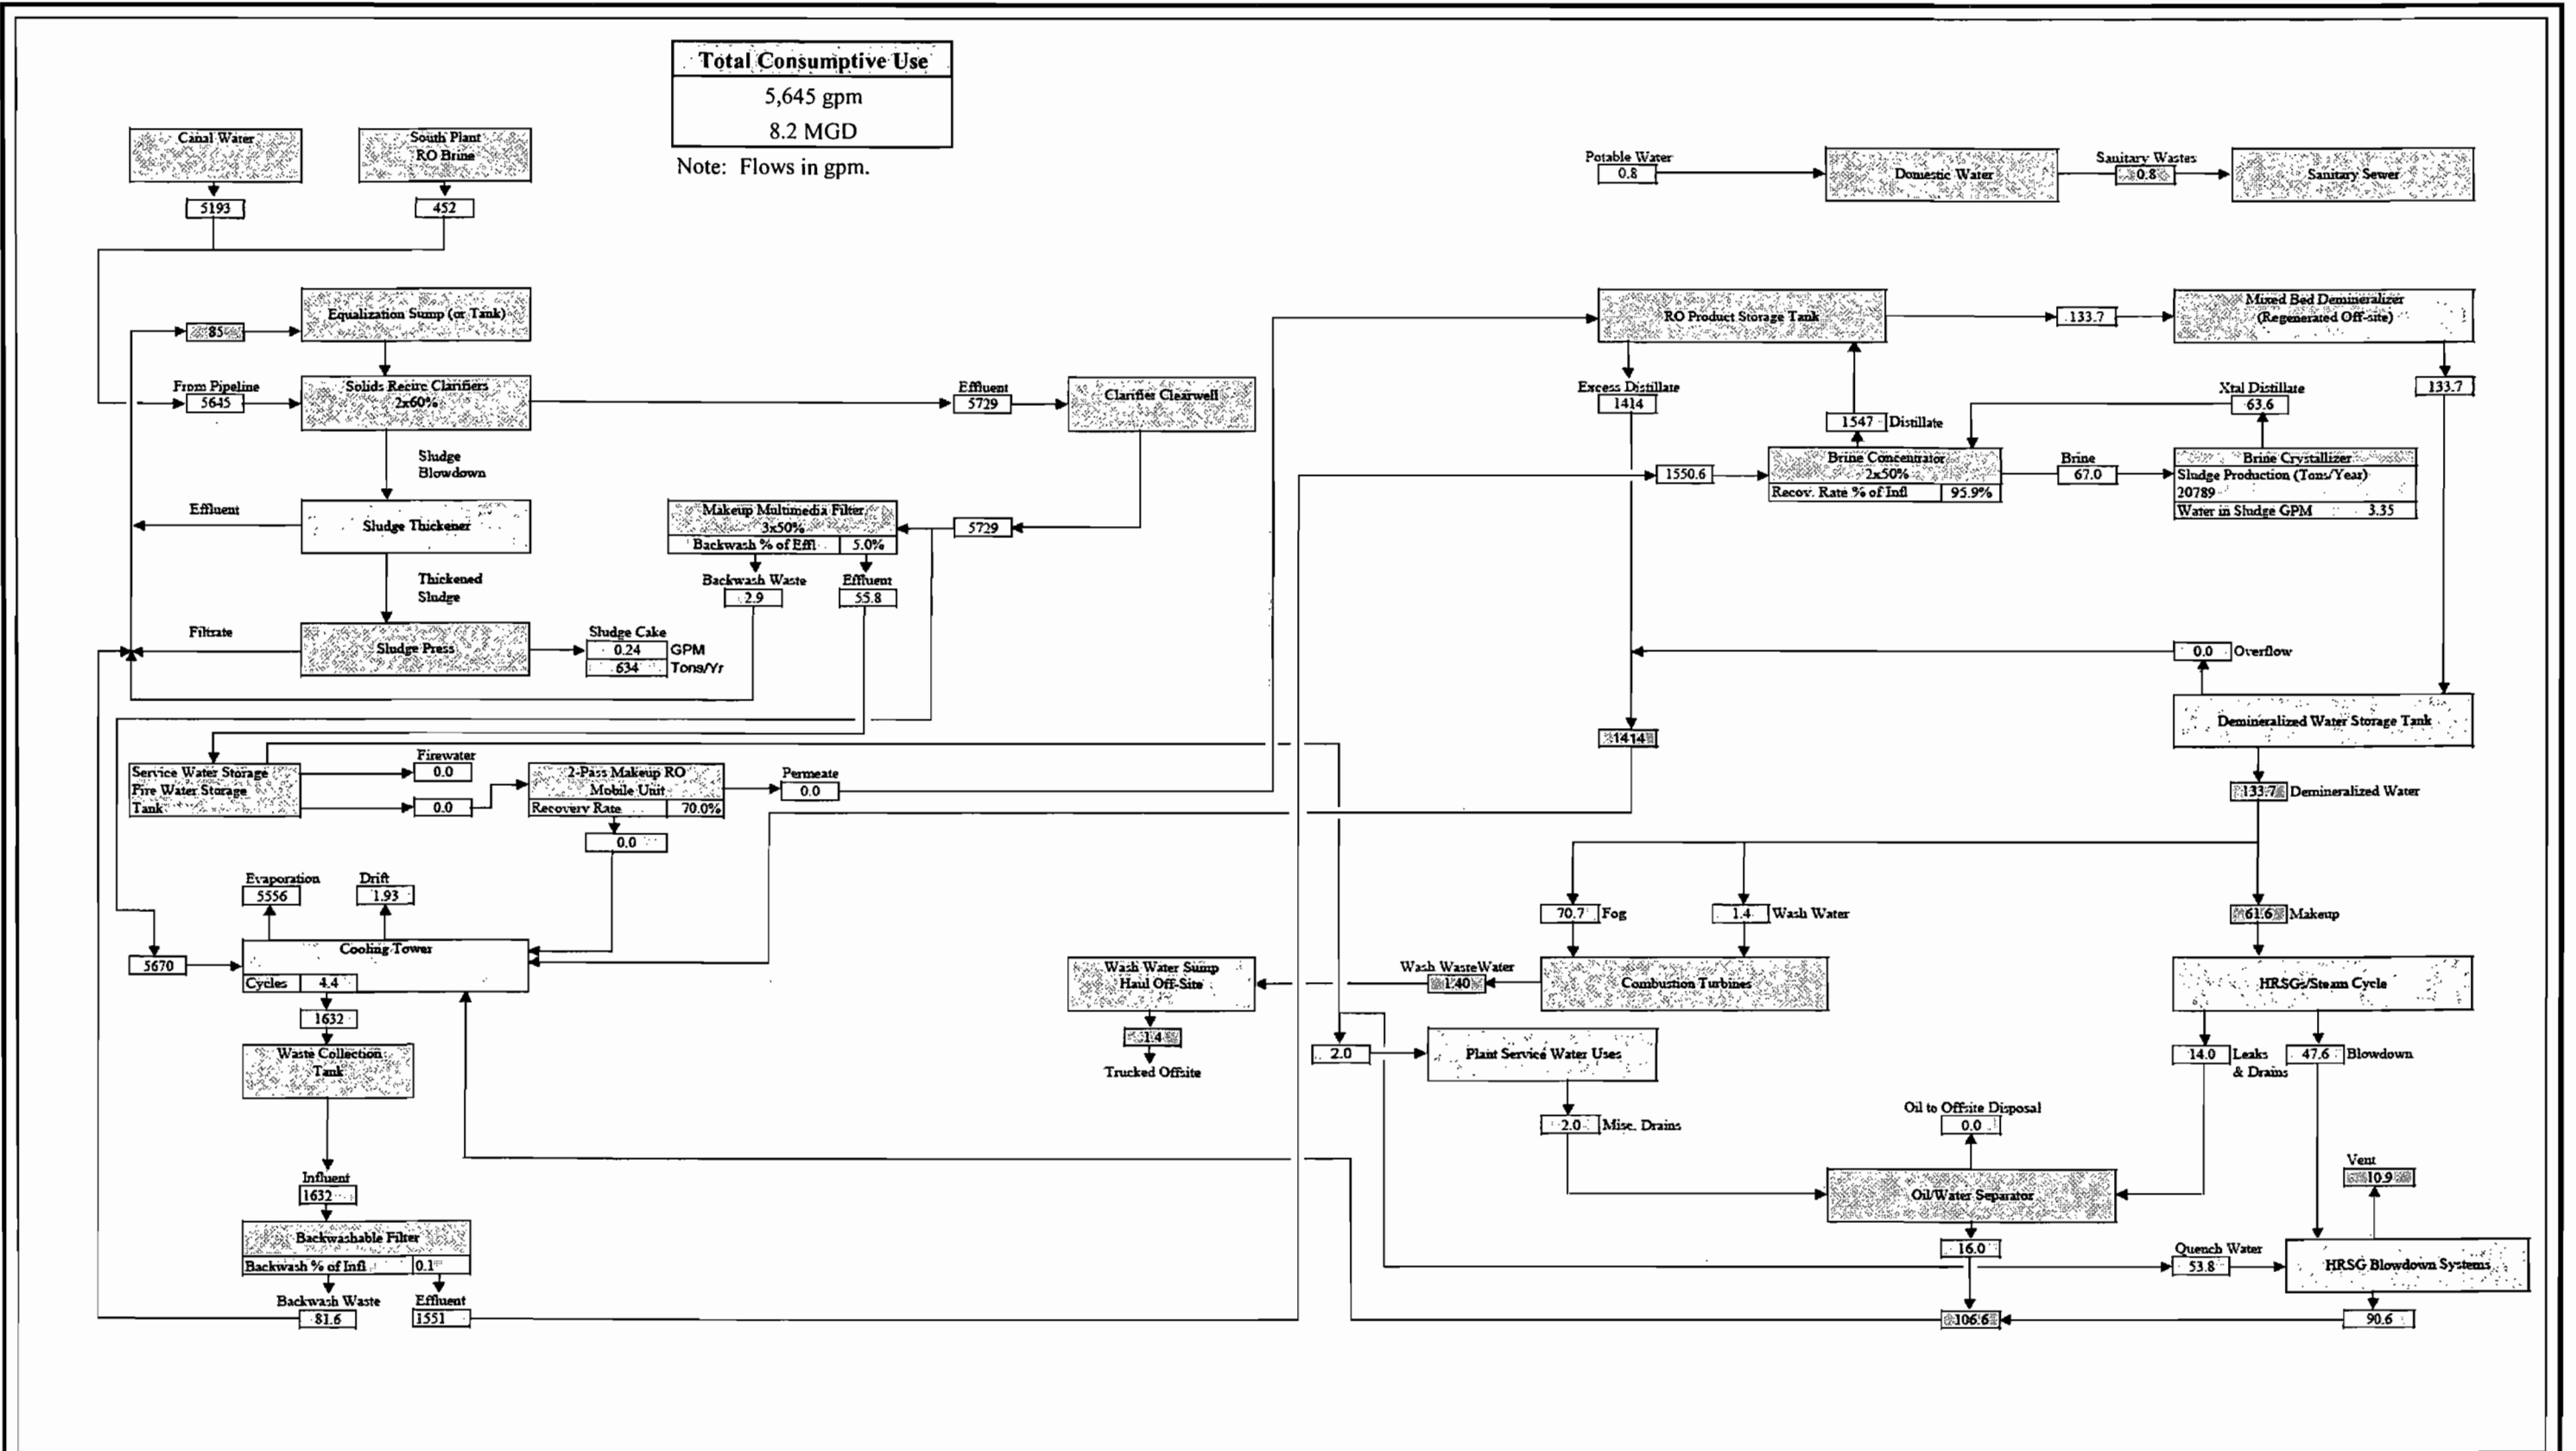 Total Consumptive Use
5,645 gpm
8.2 MGD
Note: Flows in gpm.
Canal Water
5193
South Plant
RO Brine
452
Potable Water
0.8
Domestic Water
Sanitary Wastes
0.8
Sanitary Sewer
85
Equalization Sump (or Tank)
From Pipeline
5645
Solids Recirc Clarifiers
2x60%
Effluent
5729
Clarifier Clearwell
Sludge
Blowdown
Effluent
Sludge Thickener
Thickened
Sludge
Filtrate
Sludge Press
Sludge Cake
0.24 GPM
634 Tons/Yr
Makeup Multimedia Filter
3x50%
Backwash % of Effl 5.0%
5729
Backwash Waste
2.9
Effluent
55.8
RO Product Storage Tank
133.7
Mixed Bed Demineralizer
(Regenerated Off-site)
133.7
Excess Distillate
1414
1547 Distillate
Xtal Distillate
63.6
1550.6
Brine Concentrator
2x50%
Recov. Rate % of Infl 95.9%
Brine
67.0
Brine Crystallizer
Sludge Production (Tons/Year)
20789
Water in Sludge GPM 3.35
0.0 Overflow
1414
Demineralized Water Storage Tank
133.7 Demineralized Water
Service Water Storage
Fire Water Storage
Tank
Firewater
0.0
0.0
2-Pass Makeup RO
Mobile Unit
Recovery Rate 70.0%
Permeate
0.0
0.0
Evaporation
5556
Drift
1.93
5670
Cooling Tower
Cycles 4.4
1632
Waste Collection
Tank
Influent
1632
Backwashable Filter
Backwash % of Infl 0.1
Backwash Waste
81.6
Effluent
1551
70.7 Fog
1.4 Wash Water
61.6 Makeup
Wash Water Sump
Haul Off-Site
Wash WasteWater
1.40
Combustion Turbines
HRSGs/Steam Cycle
1.4
Trucked Offsite
2.0
Plant Service Water Uses
14.0 Leaks
& Drains
47.6 Blowdown
2.0 Misc. Drains
Oil to Offsite Disposal
0.0
Oil/Water Separator
Vent
10.9
16.0
Quench Water
53.8
HRSG Blowdown Systems
106.6
90.6